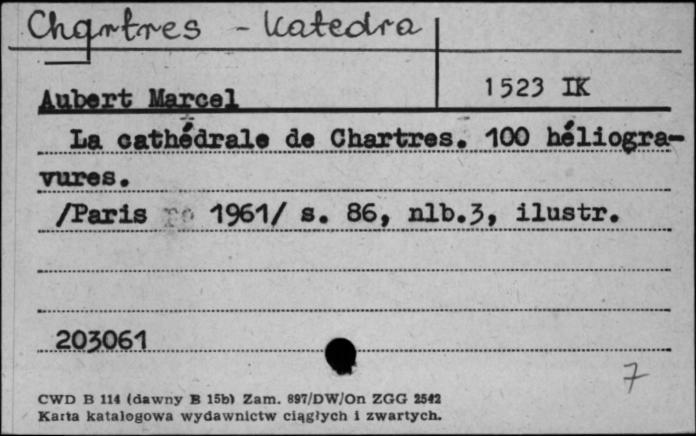 Chartres - Katedra
1523 IK
Aubert Marcel
La cathédrale de Chartres. 100 héliogra-
vures.
/Paris 1961/ s. 86, nlb.3, ilustr.
203061
7
CWD B 114 (dawny B 15b) Zam. 897/DW/On ZGG 2542
Karta katalogowa wydawnictw ciągłych i zwartych.